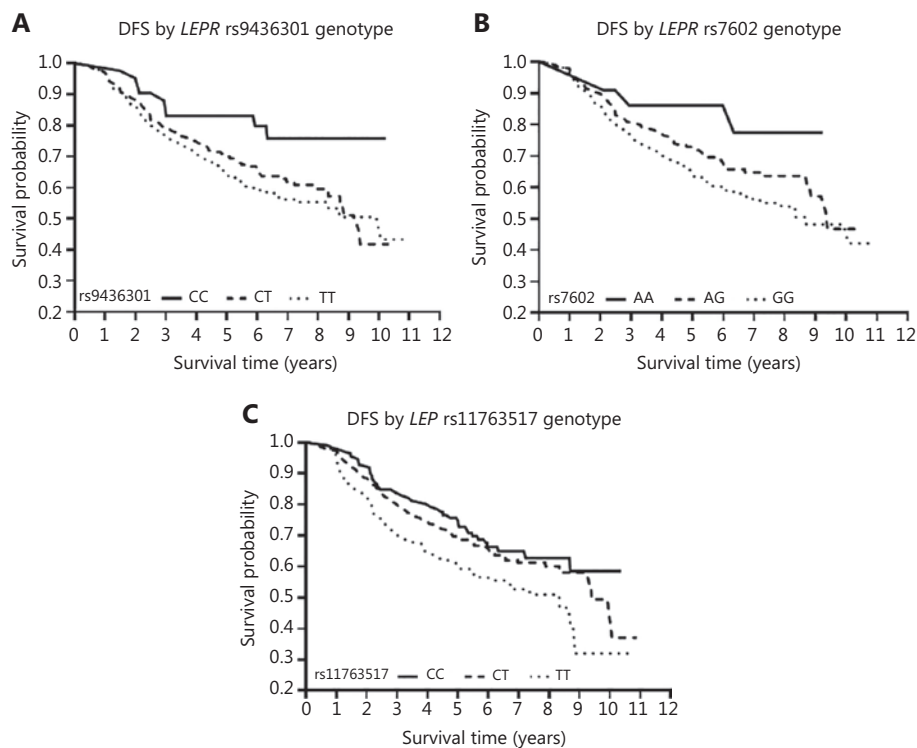 A
DFS by LEPR rs9436301 genotype
Survival probability
1.0
0.9
0.8
0.7
0.6
0.5
0.4
0.3
0.2
rs9436301 CC CT TT
0 1 2 3 4 5 6 7 8 9 10 11 12
Survival time (years)
B
DFS by LEPR rs7602 genotype
Survival probability
1.0
0.9
0.8
0.7
0.6
0.5
0.4
0.3
0.2
rs7602 AA AG GG
0 1 2 3 4 5 6 7 8 9 10 11 12
Survival time (years)
C
DFS by LEP rs11763517 genotype
Survival probability
1.0
0.9
0.8
0.7
0.6
0.5
0.4
0.3
0.2
rs11763517 CC CT TT
0 1 2 3 4 5 6 7 8 9 10 11 12
Survival time (years)